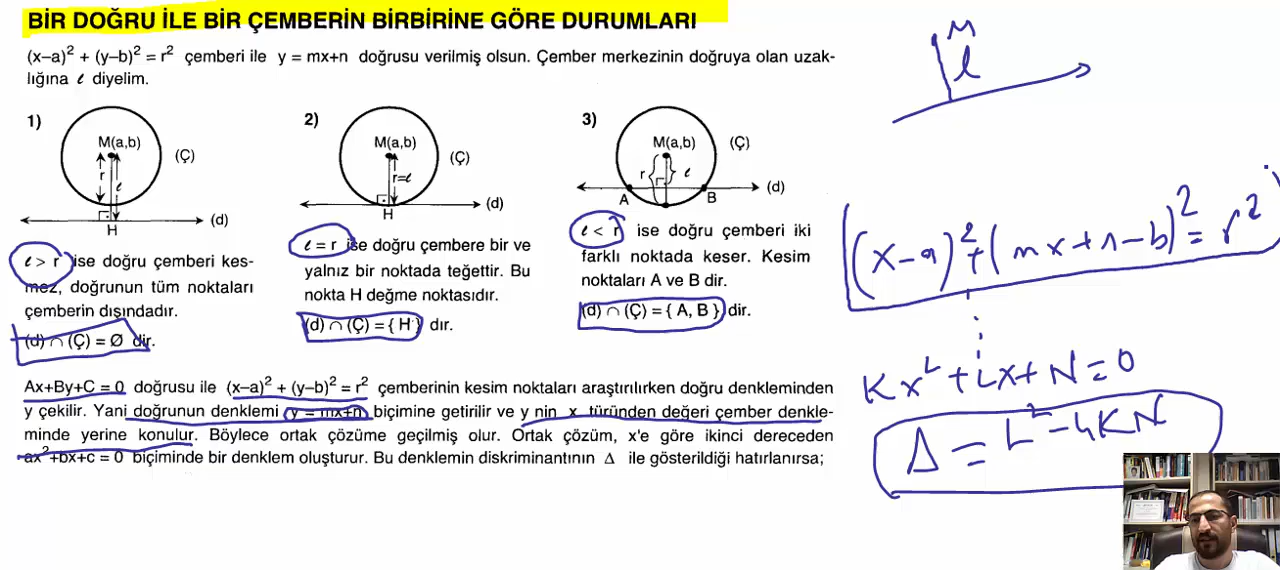 BİR DOĞRU İLE BİR ÇEMBERİN BİRBİRİNE GÖRE DURUMLARI
(x–a)² + (y–b)² = r² çemberi ile y = mx+n doğrusu verilmiş olsun. Çember merkezinin doğruya olan uzak-
lığına ℓ diyelim.
1)
M(a,b)
(Ç)
r
ℓ
(d)
H
ℓ > r ise doğru çemberi kes-
mez, doğrunun tüm noktaları
çemberin dışındadır.
(d) ∩ (Ç) = Ø dir.
2)
M(a,b)
(Ç)
r=ℓ
(d)
H
ℓ = r ise doğru çembere bir ve
yalnız bir noktada teğettir. Bu
nokta H değme noktasıdır.
(d) ∩ (Ç) = { H } dır.
3)
M(a,b)
(Ç)
r
ℓ
(d)
A
B
ℓ < r ise doğru çemberi iki
farklı noktada keser. Kesim
noktaları A ve B dir.
(d) ∩ (Ç) = { A, B } dir.
Ax+By+C = 0 doğrusu ile (x–a)² + (y–b)² = r² çemberinin kesim noktaları araştırılırken doğru denkleminden
y çekilir. Yani doğrunun denklemi y = mx+n biçimine getirilir ve y nin x türünden değeri çember denkle-
minde yerine konulur. Böylece ortak çözüme geçilmiş olur. Ortak çözüm, x'e göre ikinci dereceden
ax²+bx+c = 0 biçiminde bir denklem oluşturur. Bu denklemin diskriminantının Δ ile gösterildiği hatırlanırsa;
M
ℓ
(x–a)² + (mx+n–b)² = r²
Kx² + Lx + N = 0
Δ = L² – 4KN